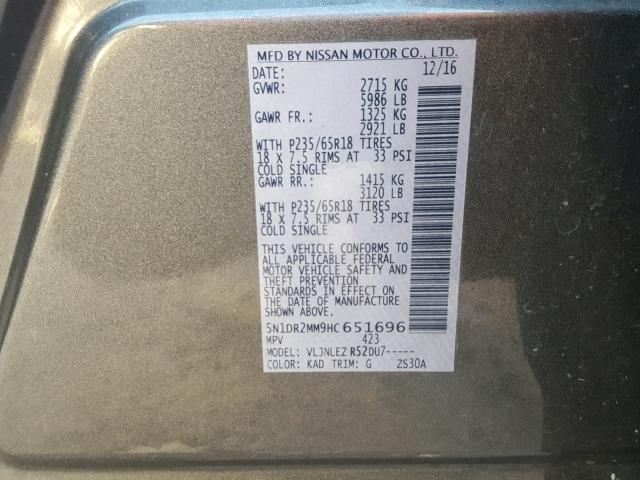 MFD BY NISSAN MOTOR CO., LTD.
DATE: 12/16
GVWR: 2715 KG
5986 LB
GAWR FR.: 1325 KG
2921 LB
WITH P235/65R18 TIRES
18 X 7.5 RIMS AT 33 PSI
COLD SINGLE
GAWR RR.: 1415 KG
3120 LB
WITH P235/65R18 TIRES
18 X 7.5 RIMS AT 33 PSI
COLD SINGLE
THIS VEHICLE CONFORMS TO
ALL APPLICABLE FEDERAL
MOTOR VEHICLE SAFETY AND
THEFT PREVENTION
STANDARDS IN EFFECT ON
THE DATE OF MANUFACTURE
SHOWN ABOVE.
5N1DR2MM9HC651696
MPV 423
MODEL: VLJNLEZ R52DU7-----
COLOR: KAD TRIM: G ZS30A